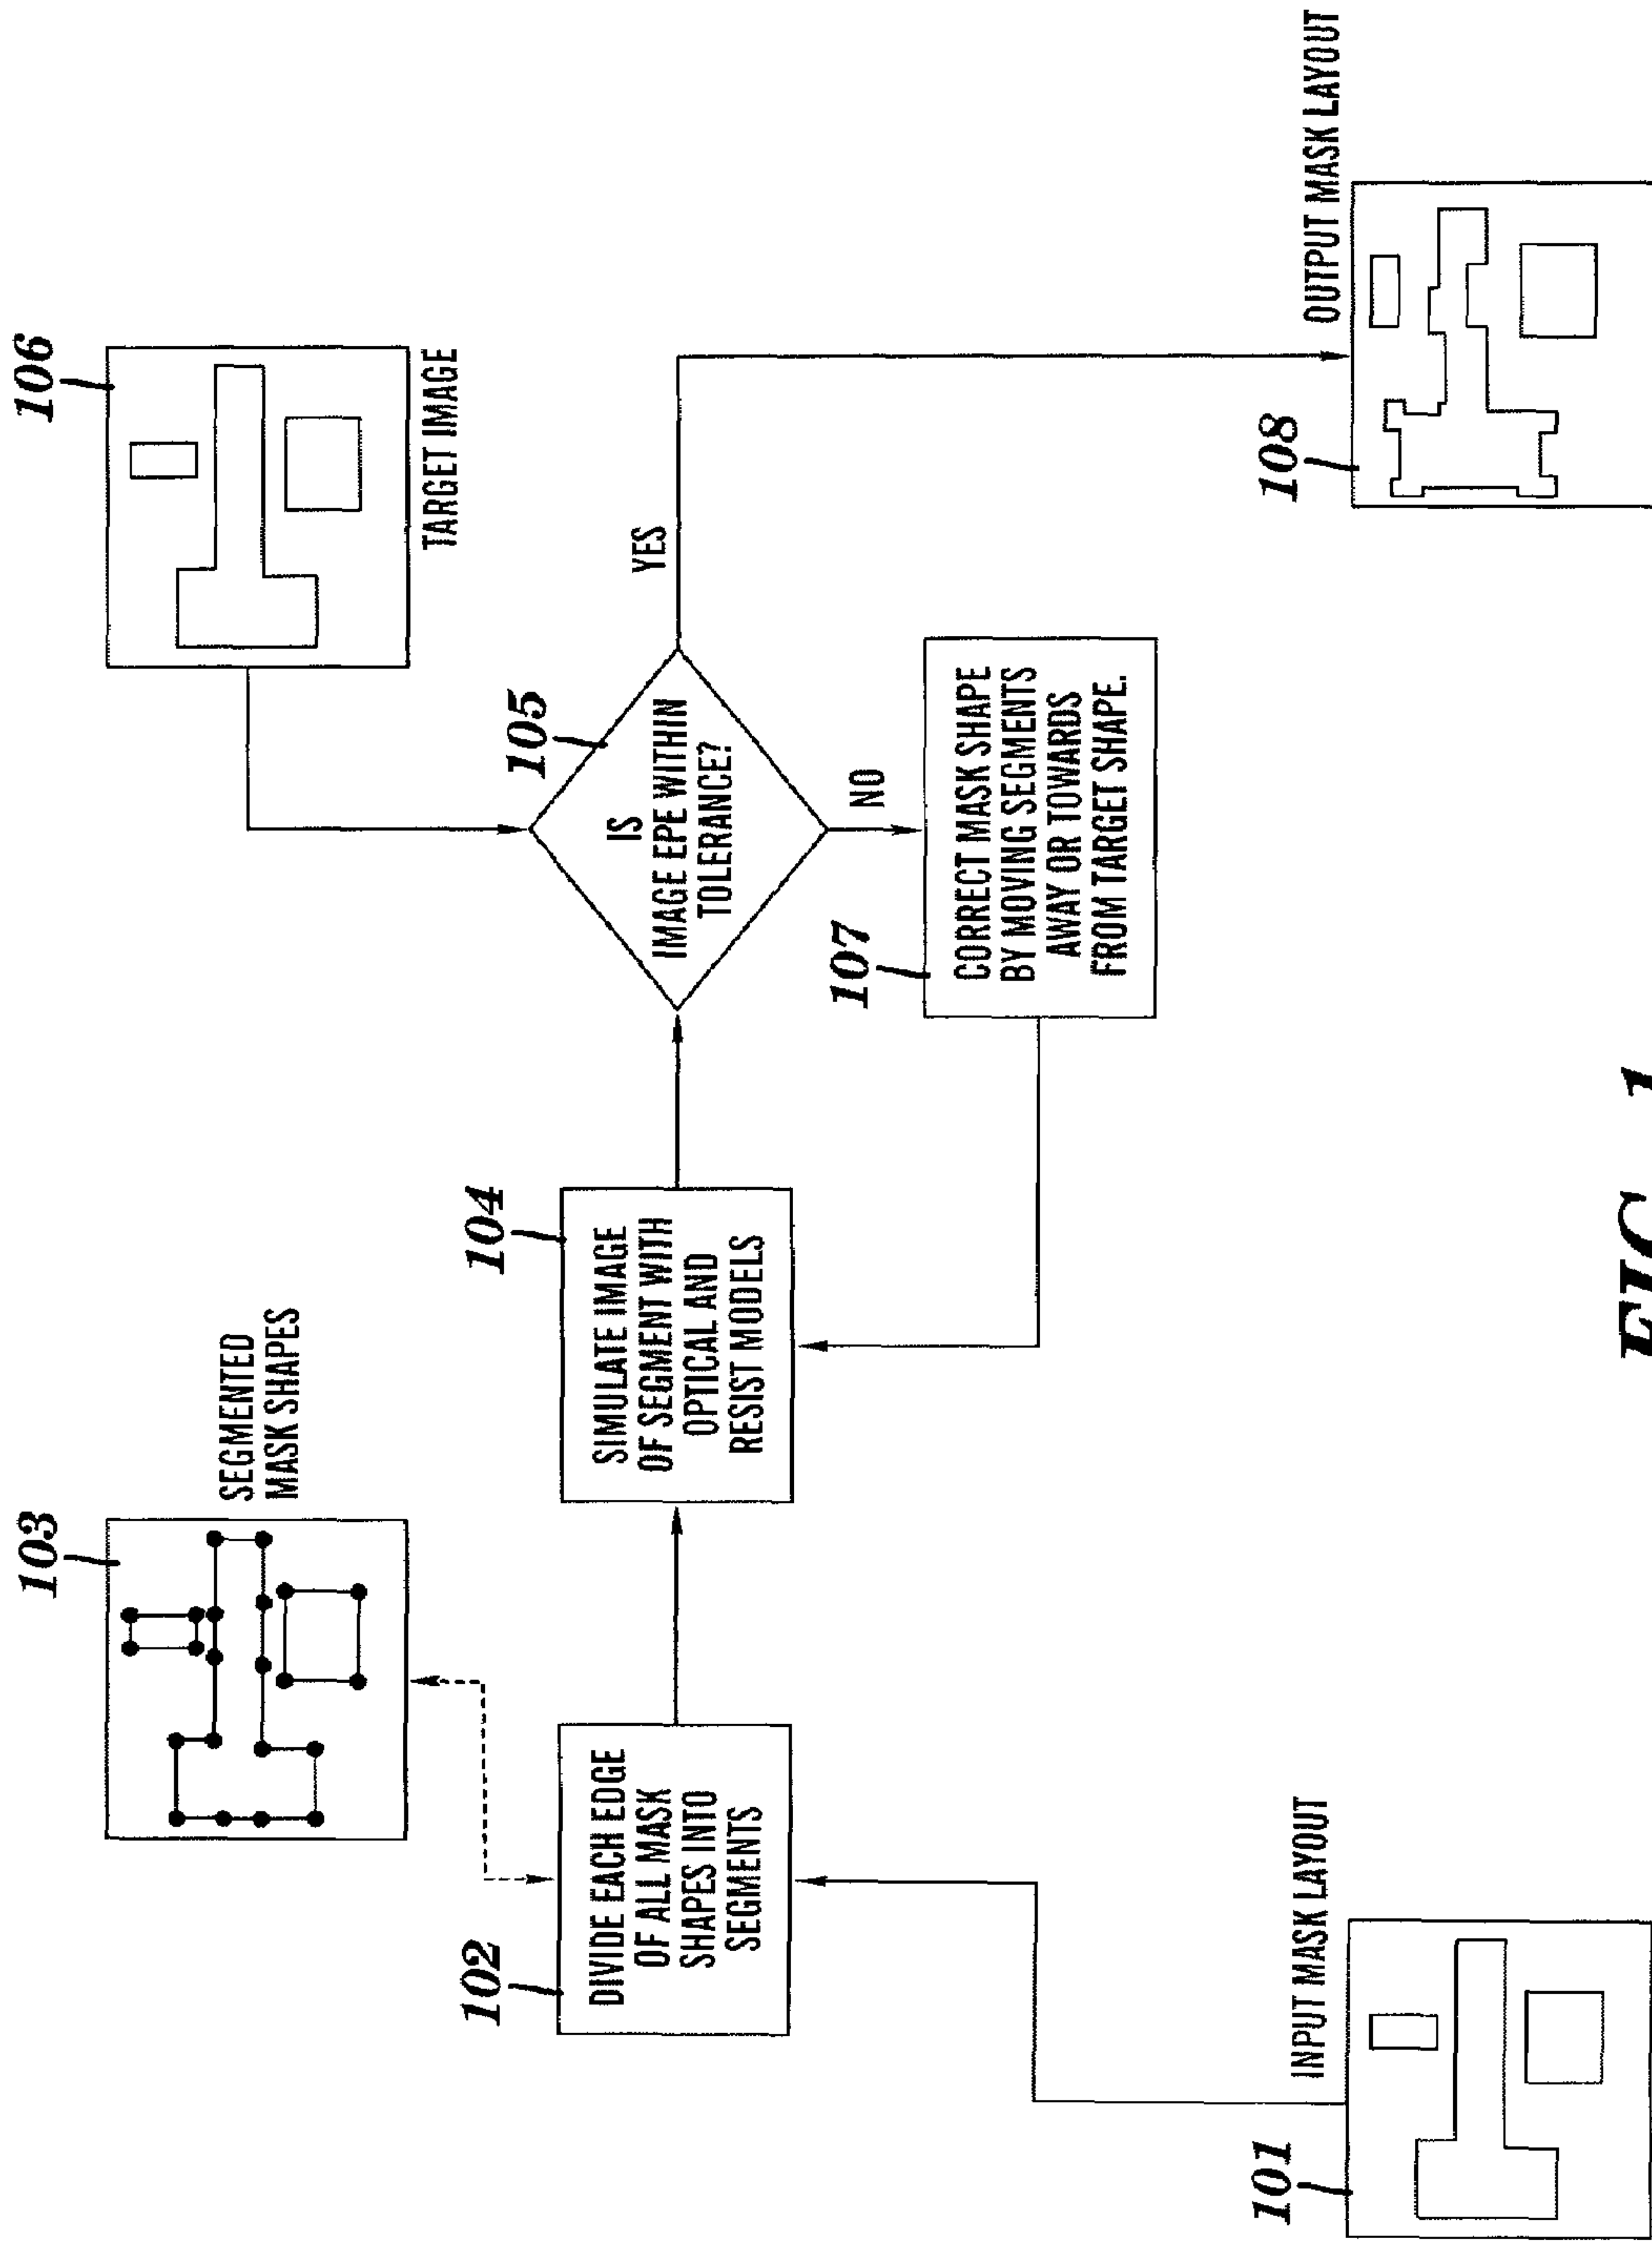 103
SEGMENTED
MASK SHAPES
106
TARGET IMAGE
102
DIVIDE EACH EDGE
OF ALL MASK
SHAPES INTO
SEGMENTS
104
SIMULATE IMAGE
OF SEGMENT WITH
OPTICAL AND
RESIST MODELS
105
IS
IMAGE EPE WITHIN
TOLERANCE?
YES
NO
107
CORRECT MASK SHAPE
BY MOVING SEGMENTS
AWAY OR TOWARDS
FROM TARGET SHAPE.
101
INPUT MASK LAYOUT
108
OUTPUT MASK LAYOUT
FIG. 1